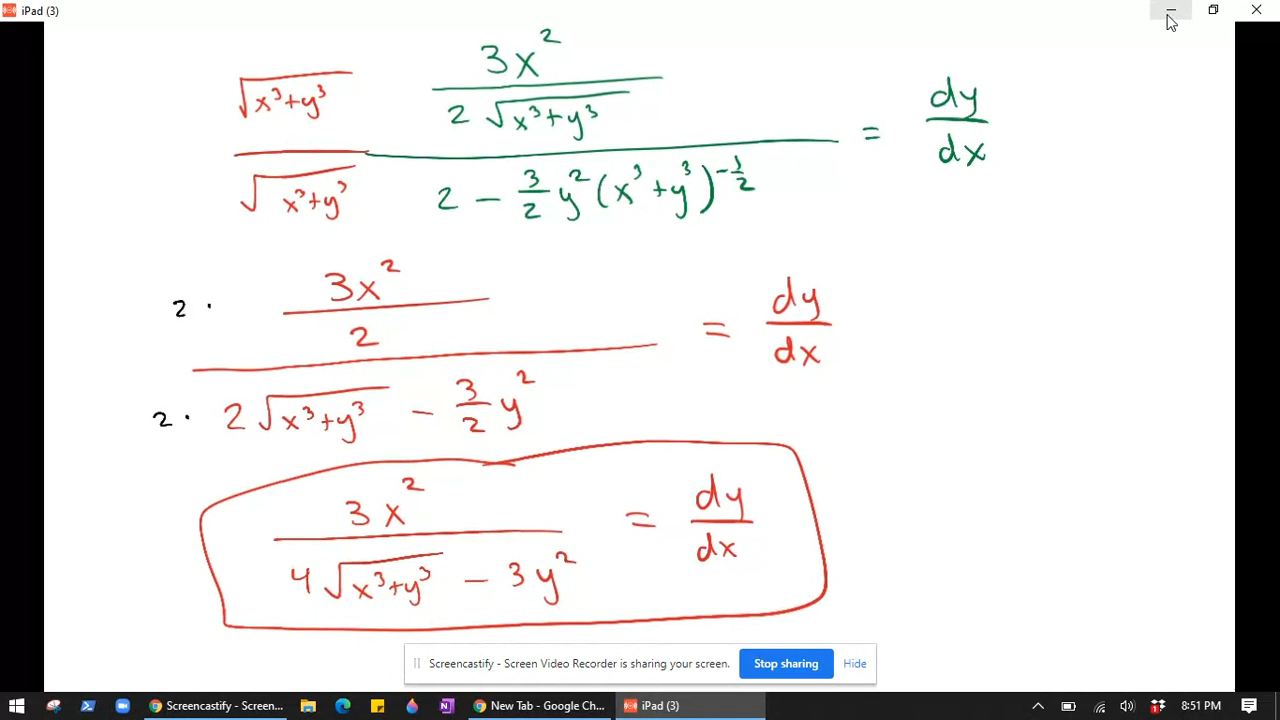 iPad (3)
√(x³+y³) / √(x³+y³) · (3x² / (2√(x³+y³))) / (2 − 3/2 y²(x³+y³)^(−1/2)) = dy/dx
(2 · 3x²/2) / (2 · 2√(x³+y³) − 3/2 y²) = dy/dx
3x² / (4√(x³+y³) − 3y²) = dy/dx
Screencastify - Screen Video Recorder is sharing your screen. Stop sharing Hide
Screencastify - Screen... New Tab - Google Ch... iPad (3) 8:51 PM